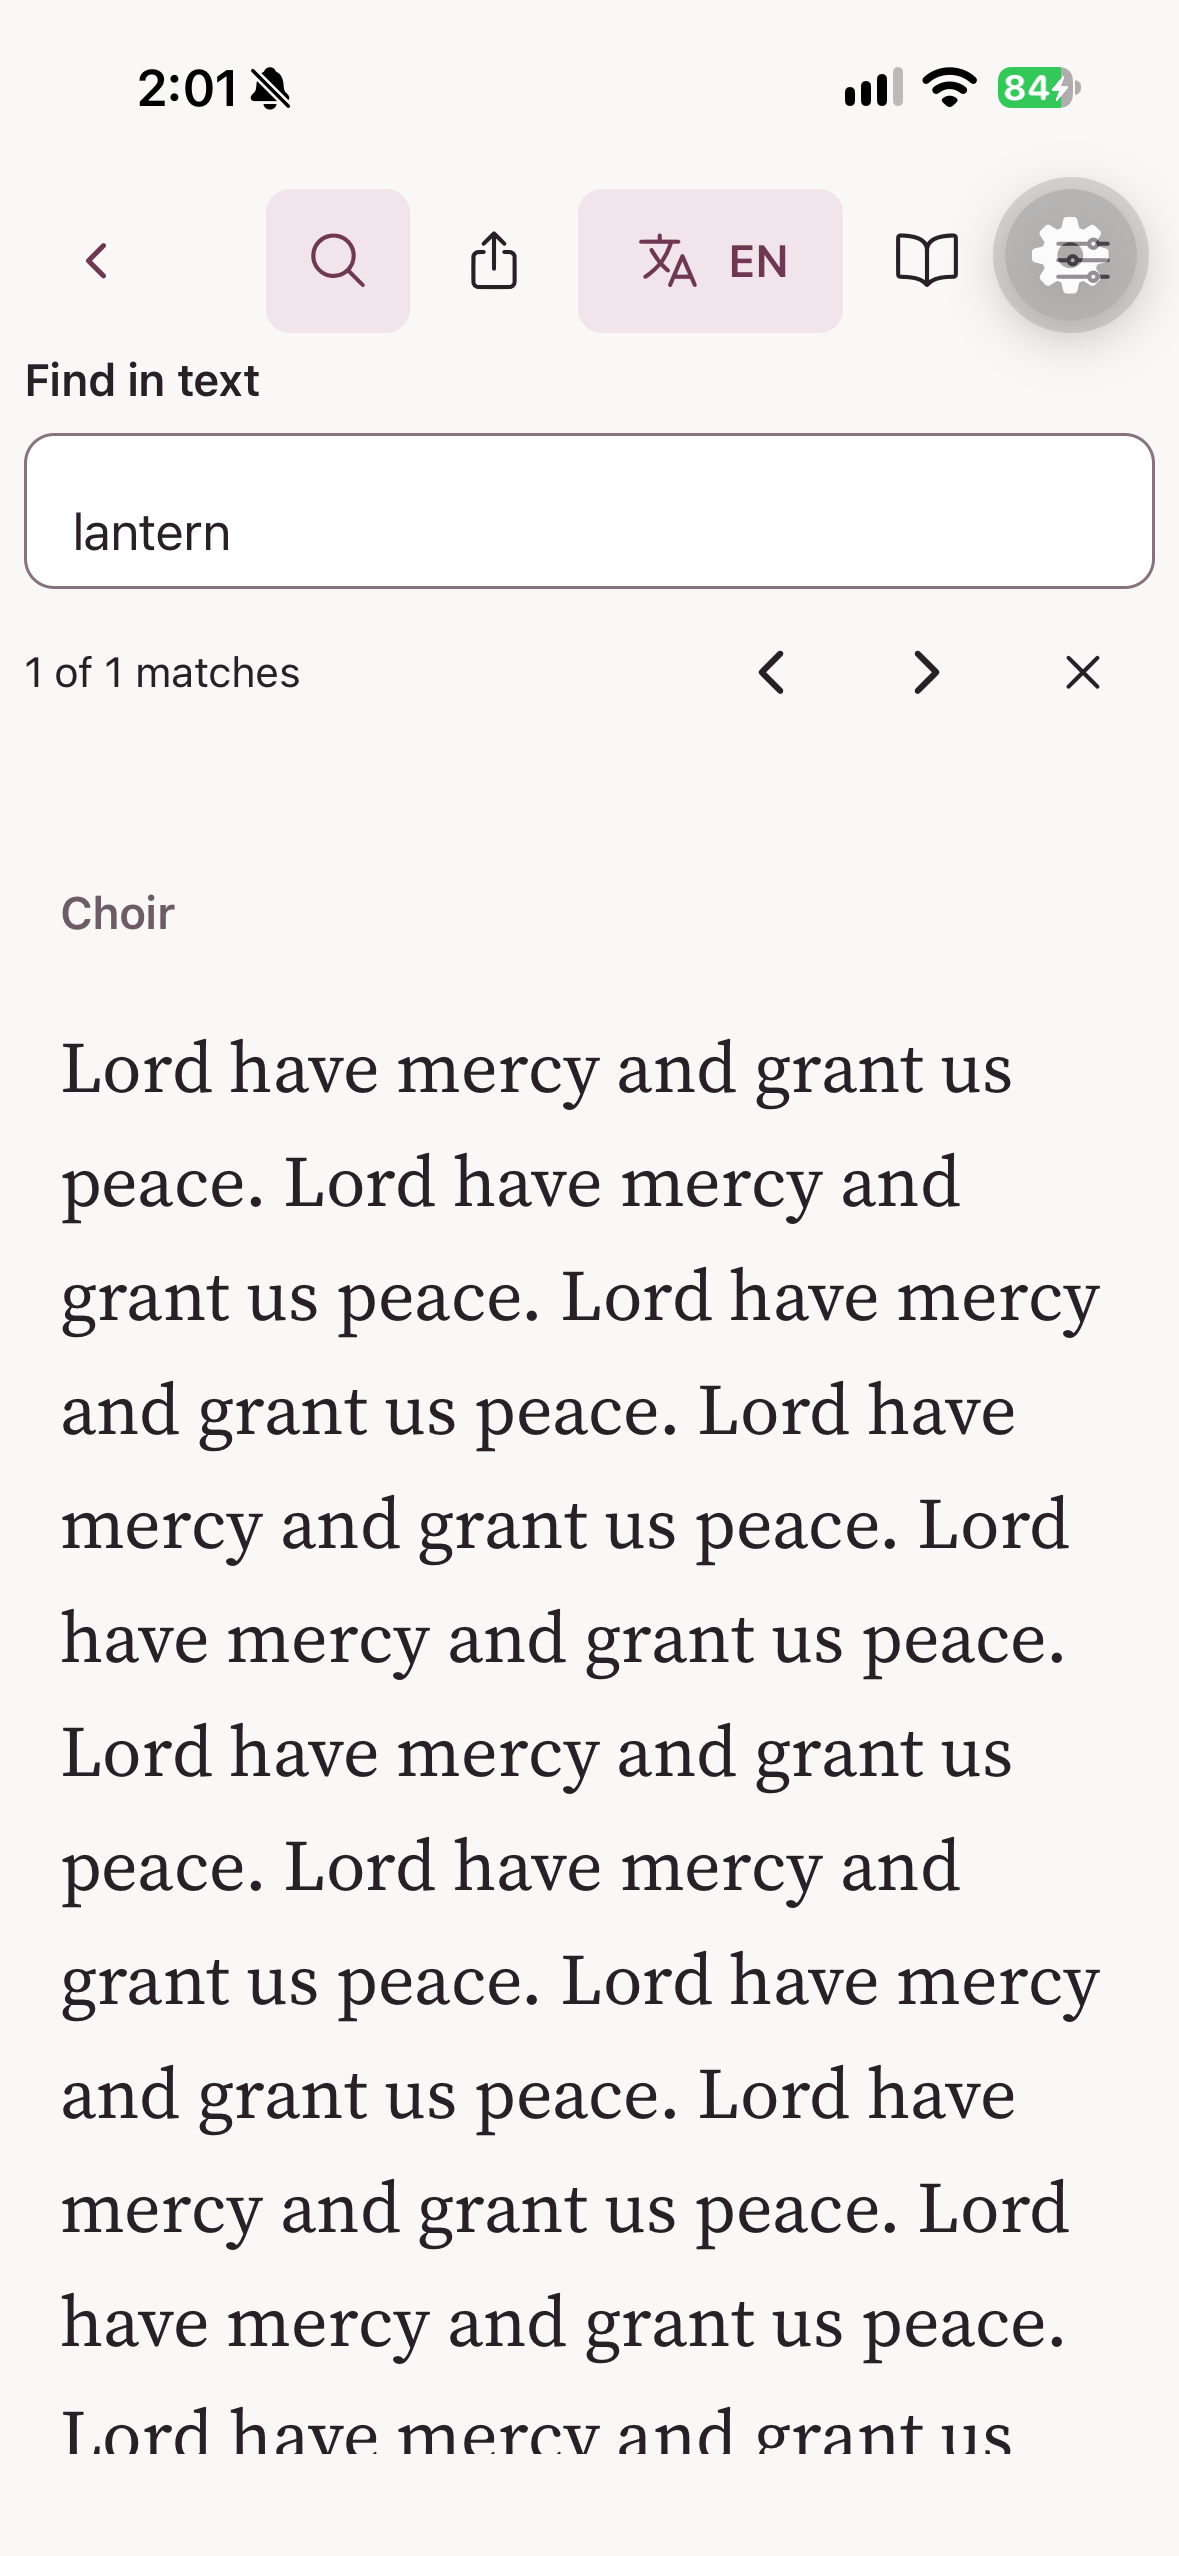 2:01
84
EN
Find in text
lantern
1 of 1 matches
Choir
Lord have mercy and grant us
peace. Lord have mercy and
grant us peace. Lord have mercy
and grant us peace. Lord have
mercy and grant us peace. Lord
have mercy and grant us peace.
Lord have mercy and grant us
peace. Lord have mercy and
grant us peace. Lord have mercy
and grant us peace. Lord have
mercy and grant us peace. Lord
have mercy and grant us peace.
Lord have mercy and grant us